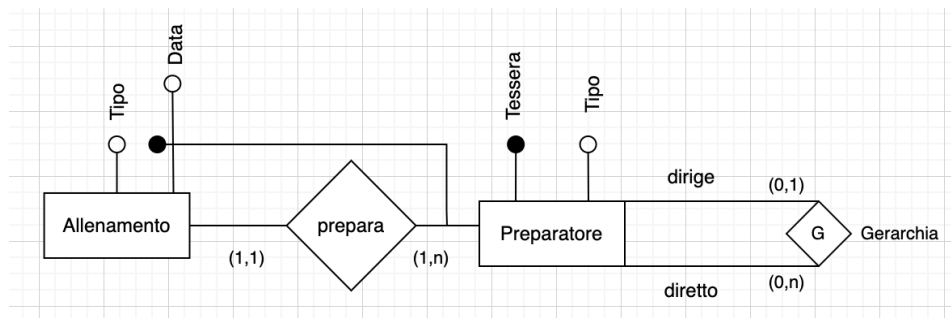 Tipo
Data
Tessera
Tipo
Allenamento
prepara
(1,1)
(1,n)
Preparatore
dirige
(0,1)
G
Gerarchia
diretto
(0,n)